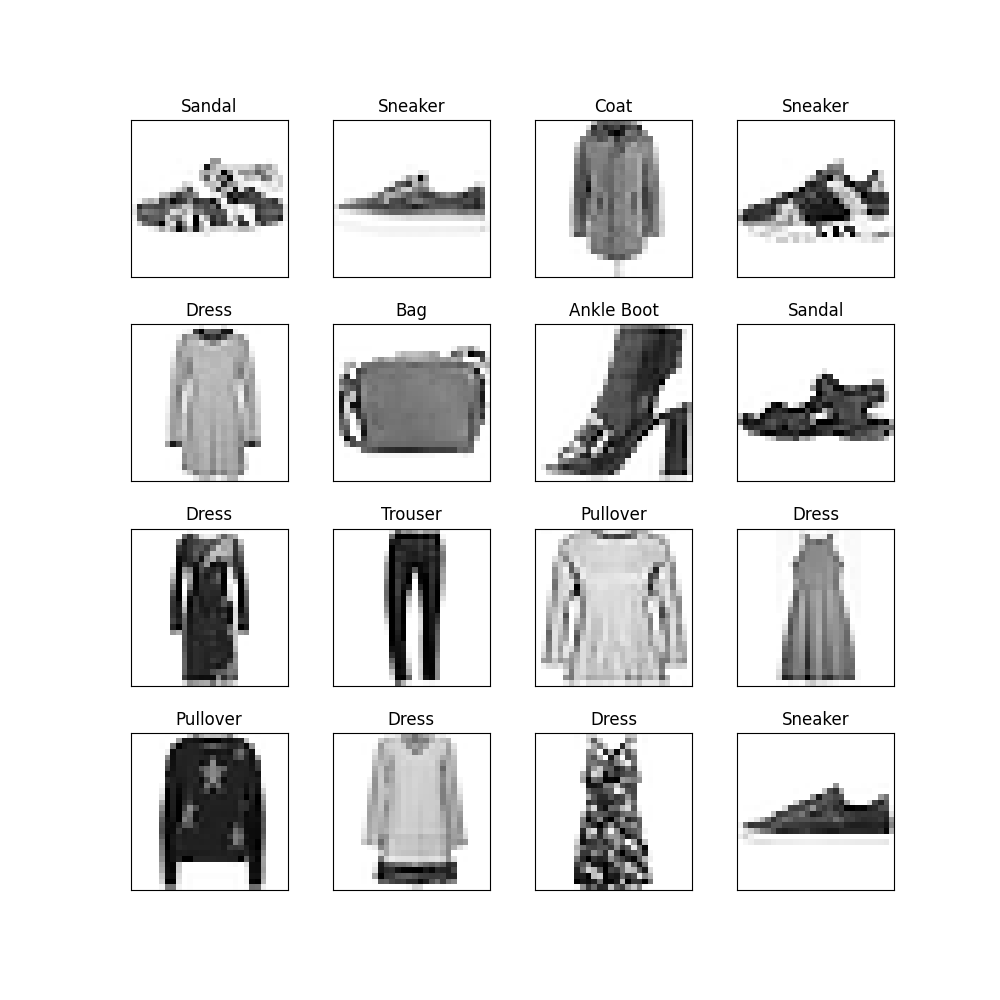 Sandal Sneaker Coat Sneaker
Dress Bag Ankle Boot Sandal
Dress Trouser Pullover Dress
Pullover Dress Dress Sneaker